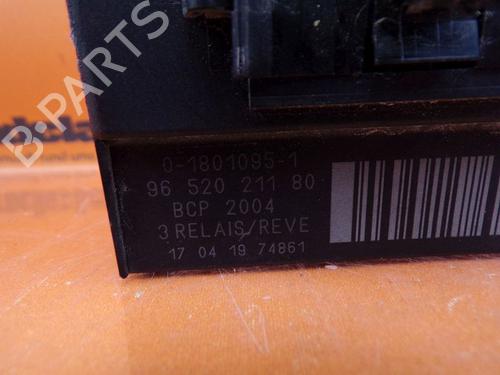 B-PARTS
0-1801095-1
96 520 211 80
BCP 2004
3 RELAIS/REVE
17 04 19 74861